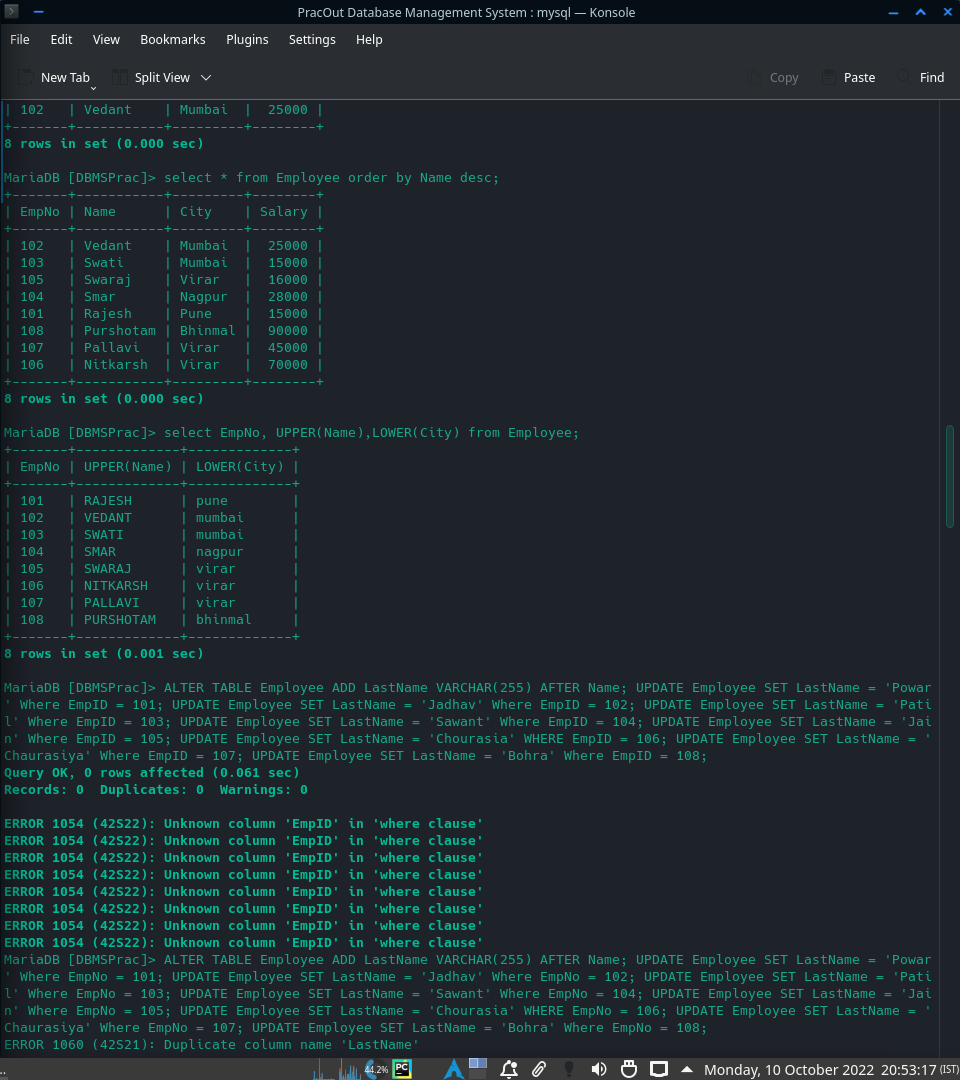 PracOut Database Management System : mysql — Konsole
File Edit View Bookmarks Plugins Settings Help
New Tab Split View Copy Paste Find
| 102   | Vedant    | Mumbai  |  25000 |
+-------+-----------+---------+--------+
8 rows in set (0.000 sec)
MariaDB [DBMSPrac]> select * from Employee order by Name desc;
+-------+-----------+---------+--------+
| EmpNo | Name      | City    | Salary |
+-------+-----------+---------+--------+
| 102   | Vedant    | Mumbai  |  25000 |
| 103   | Swati     | Mumbai  |  15000 |
| 105   | Swaraj    | Virar   |  16000 |
| 104   | Smar      | Nagpur  |  28000 |
| 101   | Rajesh    | Pune    |  15000 |
| 108   | Purshotam | Bhinmal |  90000 |
| 107   | Pallavi   | Virar   |  45000 |
| 106   | Nitkarsh  | Virar   |  70000 |
+-------+-----------+---------+--------+
8 rows in set (0.000 sec)
MariaDB [DBMSPrac]> select EmpNo, UPPER(Name),LOWER(City) from Employee;
+-------+-------------+-------------+
| EmpNo | UPPER(Name) | LOWER(City) |
+-------+-------------+-------------+
| 101   | RAJESH      | pune        |
| 102   | VEDANT      | mumbai      |
| 103   | SWATI       | mumbai      |
| 104   | SMAR        | nagpur      |
| 105   | SWARAJ      | virar       |
| 106   | NITKARSH    | virar       |
| 107   | PALLAVI     | virar       |
| 108   | PURSHOTAM   | bhinmal     |
+-------+-------------+-------------+
8 rows in set (0.001 sec)
MariaDB [DBMSPrac]> ALTER TABLE Employee ADD LastName VARCHAR(255) AFTER Name; UPDATE Employee SET LastName = 'Powar
' Where EmpID = 101; UPDATE Employee SET LastName = 'Jadhav' Where EmpID = 102; UPDATE Employee SET LastName = 'Pati
l' Where EmpID = 103; UPDATE Employee SET LastName = 'Sawant' Where EmpID = 104; UPDATE Employee SET LastName = 'Jai
n' Where EmpID = 105; UPDATE Employee SET LastName = 'Chourasia' WHERE EmpID = 106; UPDATE Employee SET LastName = '
Chaurasiya' Where EmpID = 107; UPDATE Employee SET LastName = 'Bohra' Where EmpID = 108;
Query OK, 0 rows affected (0.061 sec)
Records: 0  Duplicates: 0  Warnings: 0
ERROR 1054 (42S22): Unknown column 'EmpID' in 'where clause'
ERROR 1054 (42S22): Unknown column 'EmpID' in 'where clause'
ERROR 1054 (42S22): Unknown column 'EmpID' in 'where clause'
ERROR 1054 (42S22): Unknown column 'EmpID' in 'where clause'
ERROR 1054 (42S22): Unknown column 'EmpID' in 'where clause'
ERROR 1054 (42S22): Unknown column 'EmpID' in 'where clause'
ERROR 1054 (42S22): Unknown column 'EmpID' in 'where clause'
ERROR 1054 (42S22): Unknown column 'EmpID' in 'where clause'
MariaDB [DBMSPrac]> ALTER TABLE Employee ADD LastName VARCHAR(255) AFTER Name; UPDATE Employee SET LastName = 'Powar
' Where EmpNo = 101; UPDATE Employee SET LastName = 'Jadhav' Where EmpNo = 102; UPDATE Employee SET LastName = 'Pati
l' Where EmpNo = 103; UPDATE Employee SET LastName = 'Sawant' Where EmpNo = 104; UPDATE Employee SET LastName = 'Jai
n' Where EmpNo = 105; UPDATE Employee SET LastName = 'Chourasia' WHERE EmpNo = 106; UPDATE Employee SET LastName = '
Chaurasiya' Where EmpNo = 107; UPDATE Employee SET LastName = 'Bohra' Where EmpNo = 108;
ERROR 1060 (42S21): Duplicate column name 'LastName'
.. 44.2% PC Monday, 10 October 2022 20:53:17 (IST)